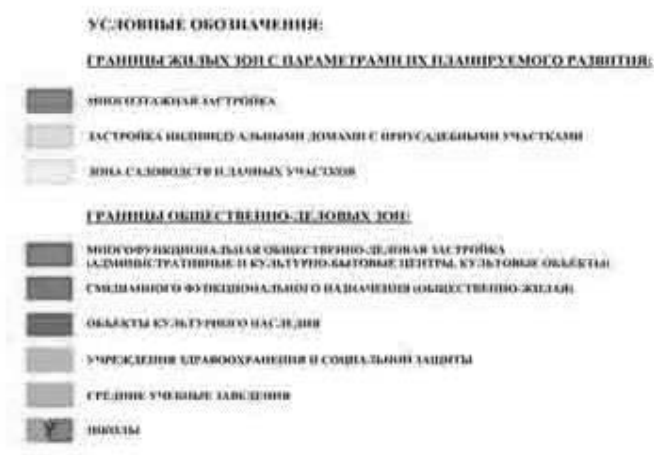 УСЛОВНЫЕ ОБОЗНАЧЕНИЯ:
ГРАНИЦЫ ЖИЛЫХ ЗОН С ПАРАМЕТРАМИ ИХ ПЛАНИРУЕМОГО РАЗВИТИЯ:
МНОГОЭТАЖНАЯ ЗАСТРОЙКА
ЗАСТРОЙКА ИНДИВИДУАЛЬНЫМИ ДОМАМИ С ПРИУСАДЕБНЫМИ УЧАСТКАМИ
ЗОНА САДОВОДСТВ И ДАЧНЫХ УЧАСТКОВ
ГРАНИЦЫ ОБЩЕСТВЕННО-ДЕЛОВЫХ ЗОН:
МНОГОФУНКЦИОНАЛЬНАЯ ОБЩЕСТВЕННО-ДЕЛОВАЯ ЗАСТРОЙКА
(АДМИНИСТРАТИВНЫЕ И КУЛЬТУРНО-БЫТОВЫЕ ЦЕНТРЫ, КУЛЬТОВЫЕ ОБЪЕКТЫ)
СМЕШАННОГО ФУНКЦИОНАЛЬНОГО НАЗНАЧЕНИЯ (ОБЩЕСТВЕННО-ЖИЛАЯ)
ОБЪЕКТЫ КУЛЬТУРНОГО НАСЛЕДИЯ
УЧРЕЖДЕНИЯ ЗДРАВООХРАНЕНИЯ И СОЦИАЛЬНОЙ ЗАЩИТЫ
СРЕДНИЕ УЧЕБНЫЕ ЗАВЕДЕНИЯ
ШКОЛЫ